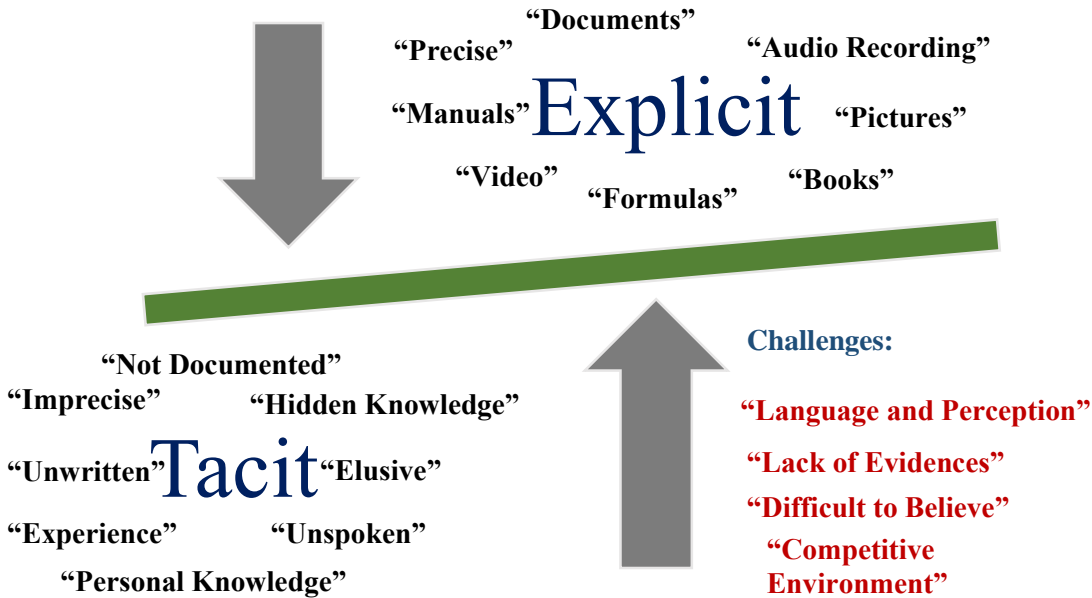 “Documents”
“Precise”
“Audio Recording”
“Manuals”
Explicit
“Pictures”
“Video”
“Formulas”
“Books”
Challenges:
“Language and Perception”
“Lack of Evidences”
“Difficult to Believe”
“Competitive
Environment”
“Not Documented”
“Imprecise”
“Hidden Knowledge”
“Unwritten”
Tacit
“Elusive”
“Experience”
“Unspoken”
“Personal Knowledge”